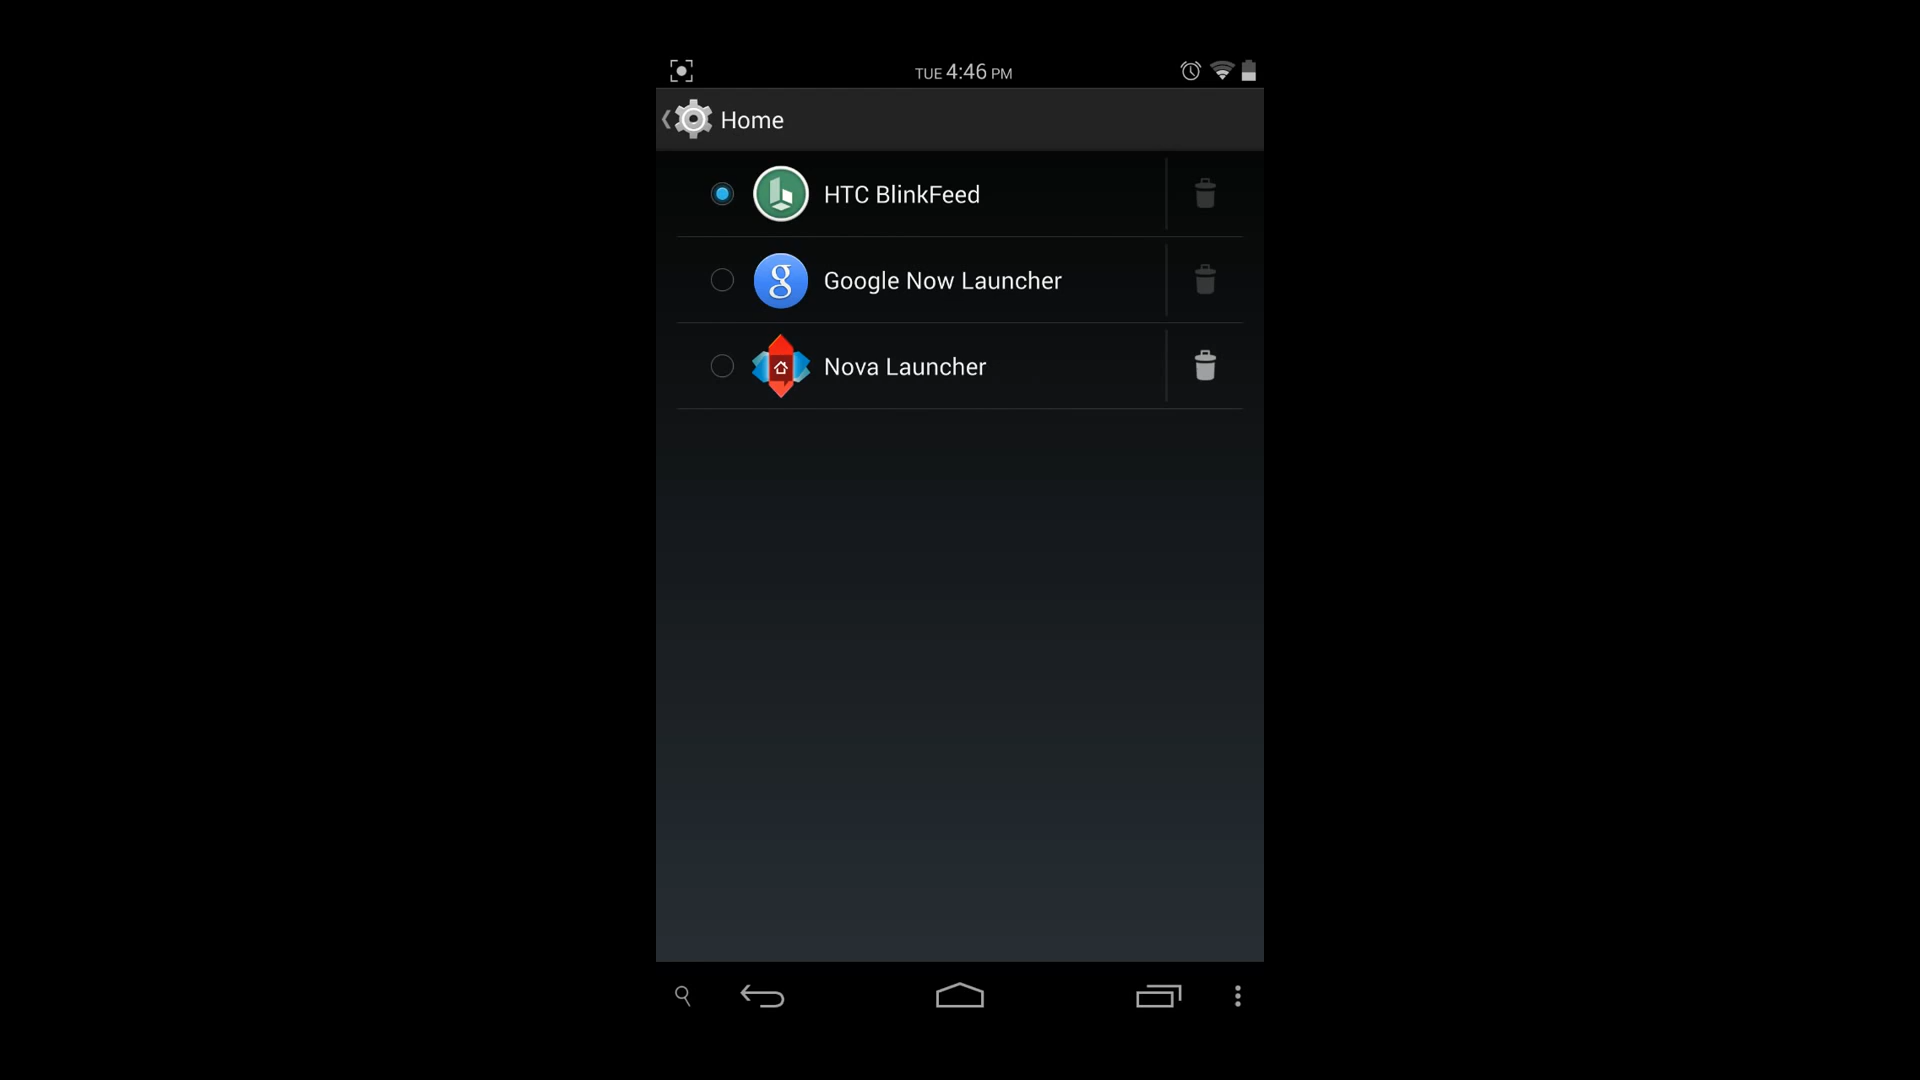 TUE 4:46 PM
Home
HTC BlinkFeed
g
Google Now Launcher
Nova Launcher